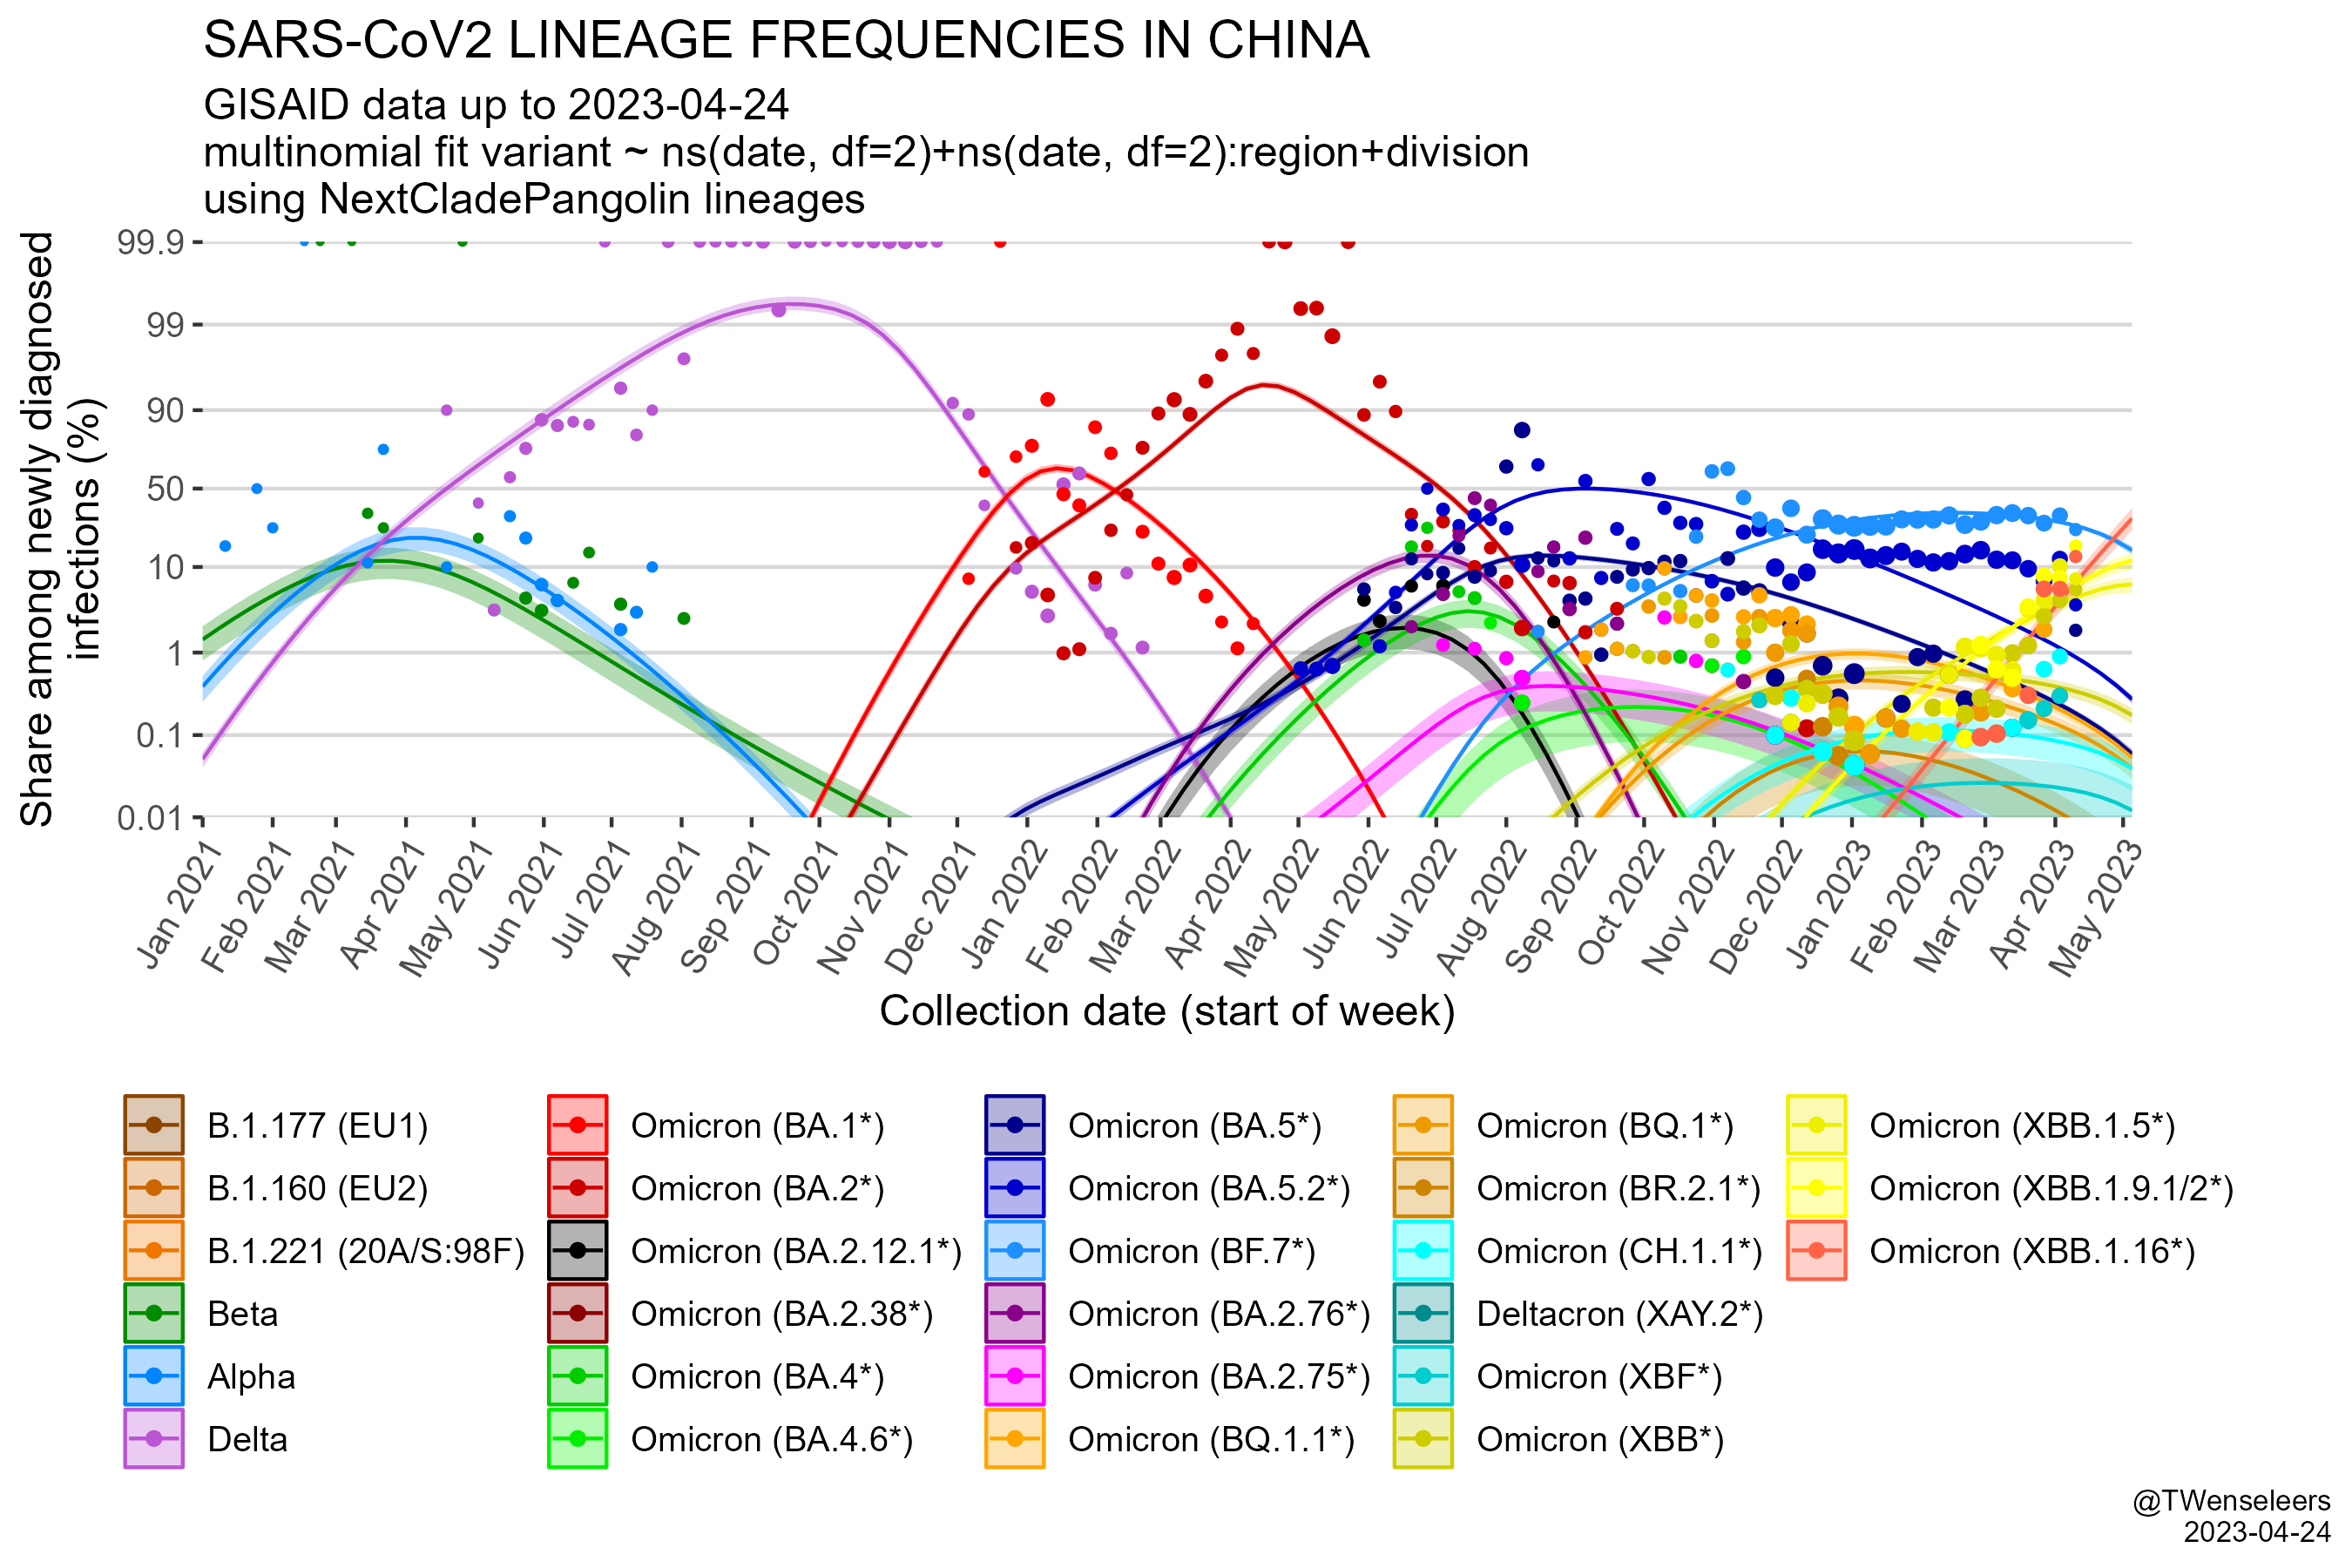 SARS-CoV2 LINEAGE FREQUENCIES IN CHINA
GISAID data up to 2023-04-24
multinomial fit variant ~ ns(date, df=2)+ns(date, df=2):region+division
using NextCladePangolin lineages
Share among newly diagnosed
infections (%)
99.9
99
90
50
10
1
0.1
0.01
Jan 2021
Feb 2021
Mar 2021
Apr 2021
May 2021
Jun 2021
Jul 2021
Aug 2021
Sep 2021
Oct 2021
Nov 2021
Dec 2021
Jan 2022
Feb 2022
Mar 2022
Apr 2022
May 2022
Jun 2022
Jul 2022
Aug 2022
Sep 2022
Oct 2022
Nov 2022
Dec 2022
Jan 2023
Feb 2023
Mar 2023
Apr 2023
May 2023
Collection date (start of week)
B.1.177 (EU1)
B.1.160 (EU2)
B.1.221 (20A/S:98F)
Beta
Alpha
Delta
Omicron (BA.1*)
Omicron (BA.2*)
Omicron (BA.2.12.1*)
Omicron (BA.2.38*)
Omicron (BA.4*)
Omicron (BA.4.6*)
Omicron (BA.5*)
Omicron (BA.5.2*)
Omicron (BF.7*)
Omicron (BA.2.76*)
Omicron (BA.2.75*)
Omicron (BQ.1.1*)
Omicron (BQ.1*)
Omicron (BR.2.1*)
Omicron (CH.1.1*)
Deltacron (XAY.2*)
Omicron (XBF*)
Omicron (XBB*)
Omicron (XBB.1.5*)
Omicron (XBB.1.9.1/2*)
Omicron (XBB.1.16*)
@TWenseleers
2023-04-24